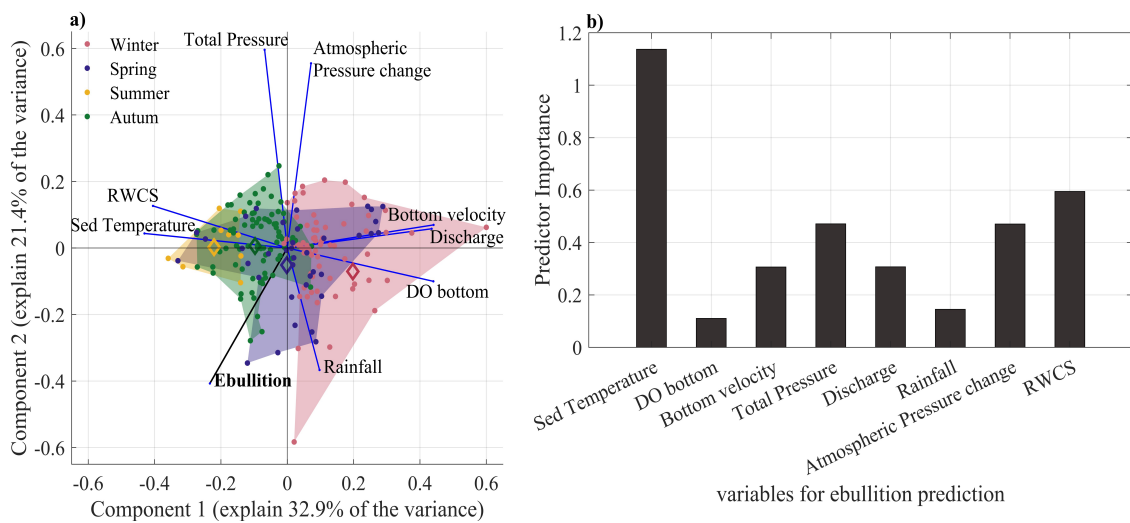 a)
Winter
Spring
Summer
Autum
Total Pressure
Atmospheric
Pressure change
RWCS
Sed Temperature
Bottom velocity
Discharge
DO bottom
Rainfall
Ebullition
0.6
0.4
0.2
0
-0.2
-0.4
-0.6
Component 2 (explain 21.4% of the variance)
-0.6 -0.4 -0.2 0 0.2 0.4 0.6
Component 1 (explain 32.9% of the variance)
b)
1.2
1
0.8
0.6
0.4
0.2
0
Predictor Importance
Sed Temperature
DO bottom
Bottom velocity
Total Pressure
Discharge
Rainfall
Atmospheric Pressure change
RWCS
variables for ebullition prediction